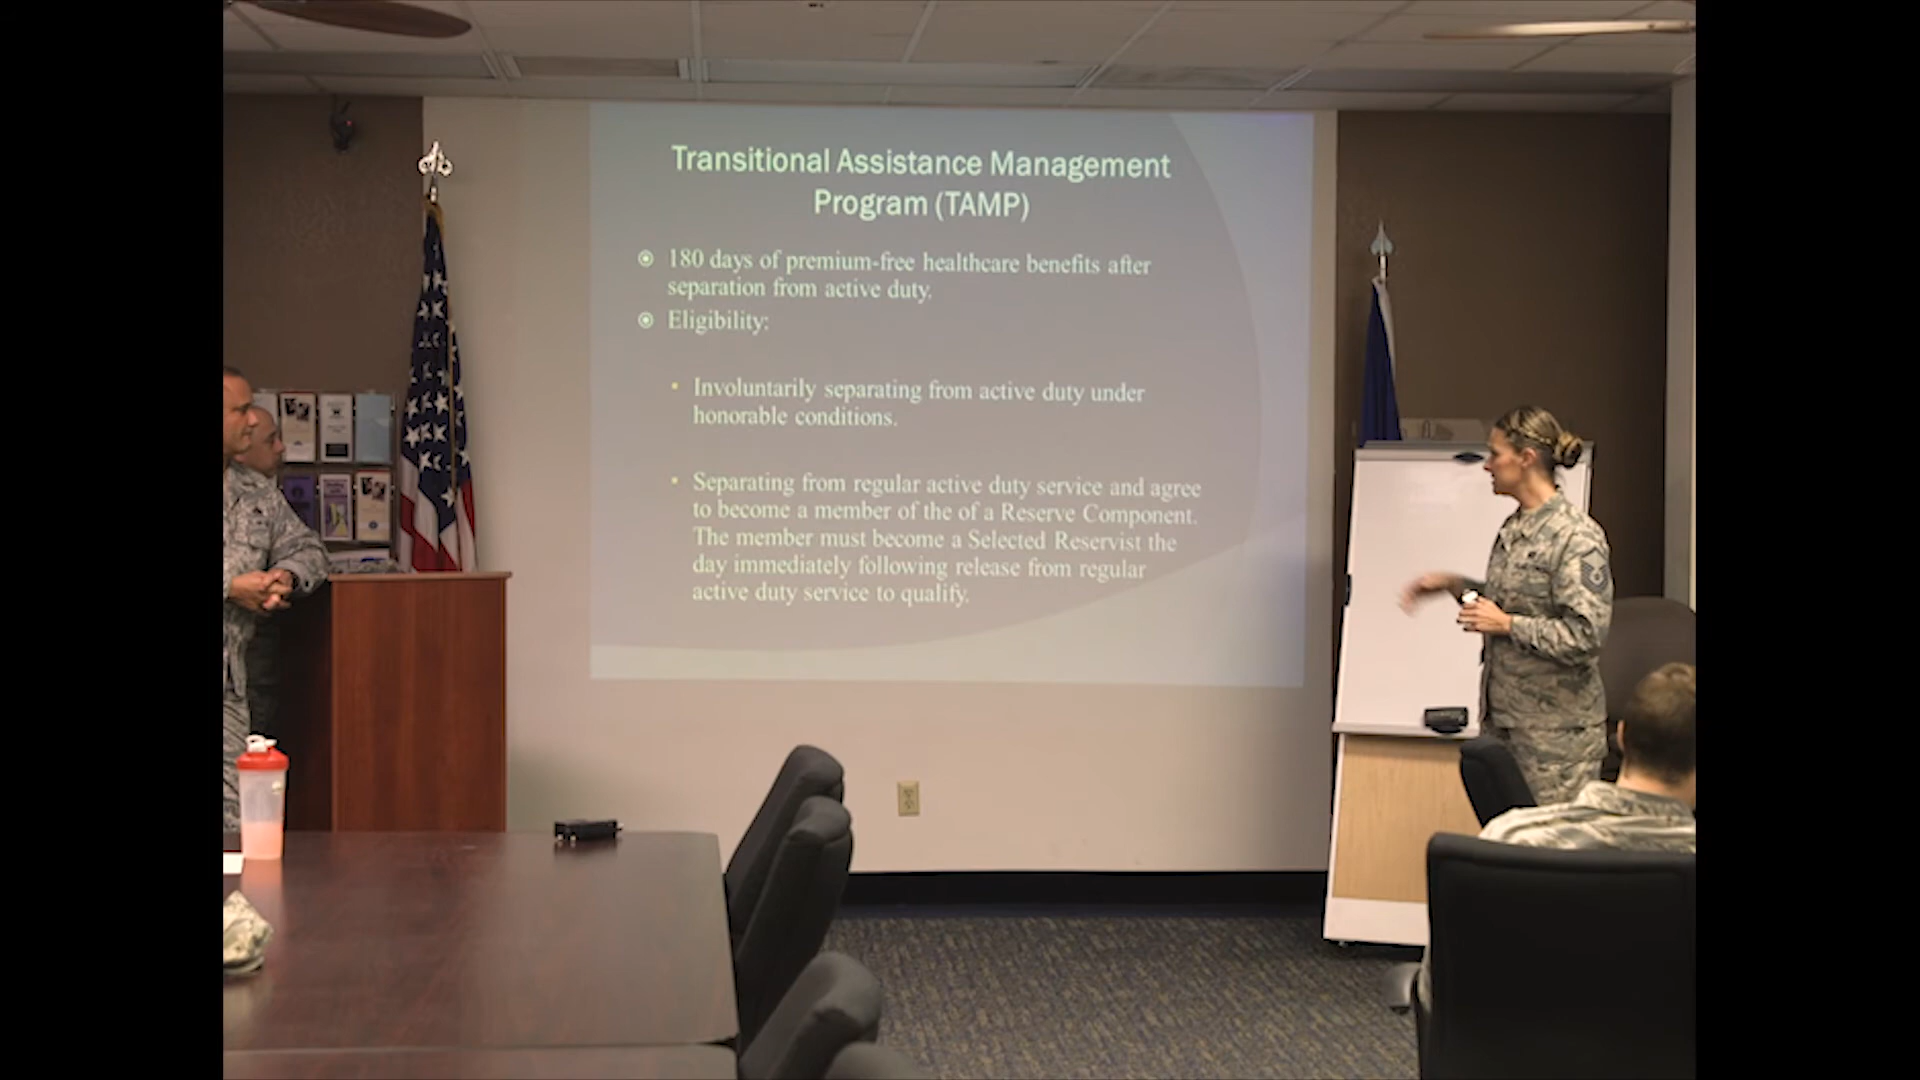 Transitional Assistance Management
Program (TAMP)
180 days of premium-free healthcare benefits after
separation from active duty.
Eligibility:
Involuntarily separating from active duty under
honorable conditions.
Separating from regular active duty service and agree
to become a member of the of a Reserve Component.
The member must become a Selected Reservist the
day immediately following release from regular
active duty service to qualify.